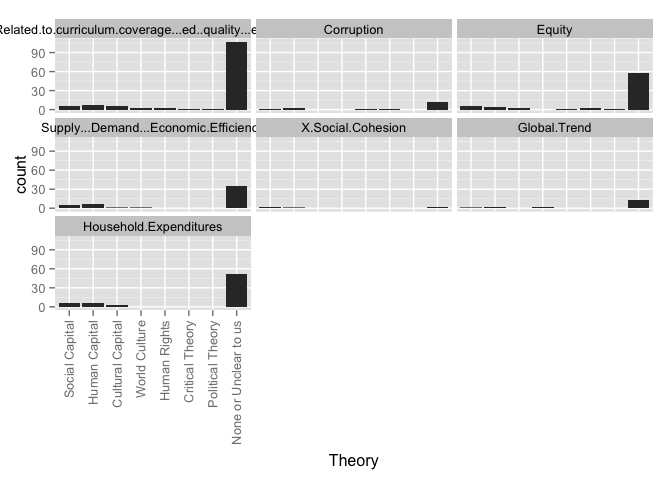 Related.to.curriculum.coverage...ed..quality...e
Corruption
Equity
90
60
30
0
Supply...Demand...Economic.Efficienc
X.Social.Cohesion
Global.Trend
90
60
30
0
count
Household.Expenditures
90
60
30
0
Social Capital
Human Capital
Cultural Capital
World Culture
Human Rights
Critical Theory
Political Theory
None or Unclear to us
Theory